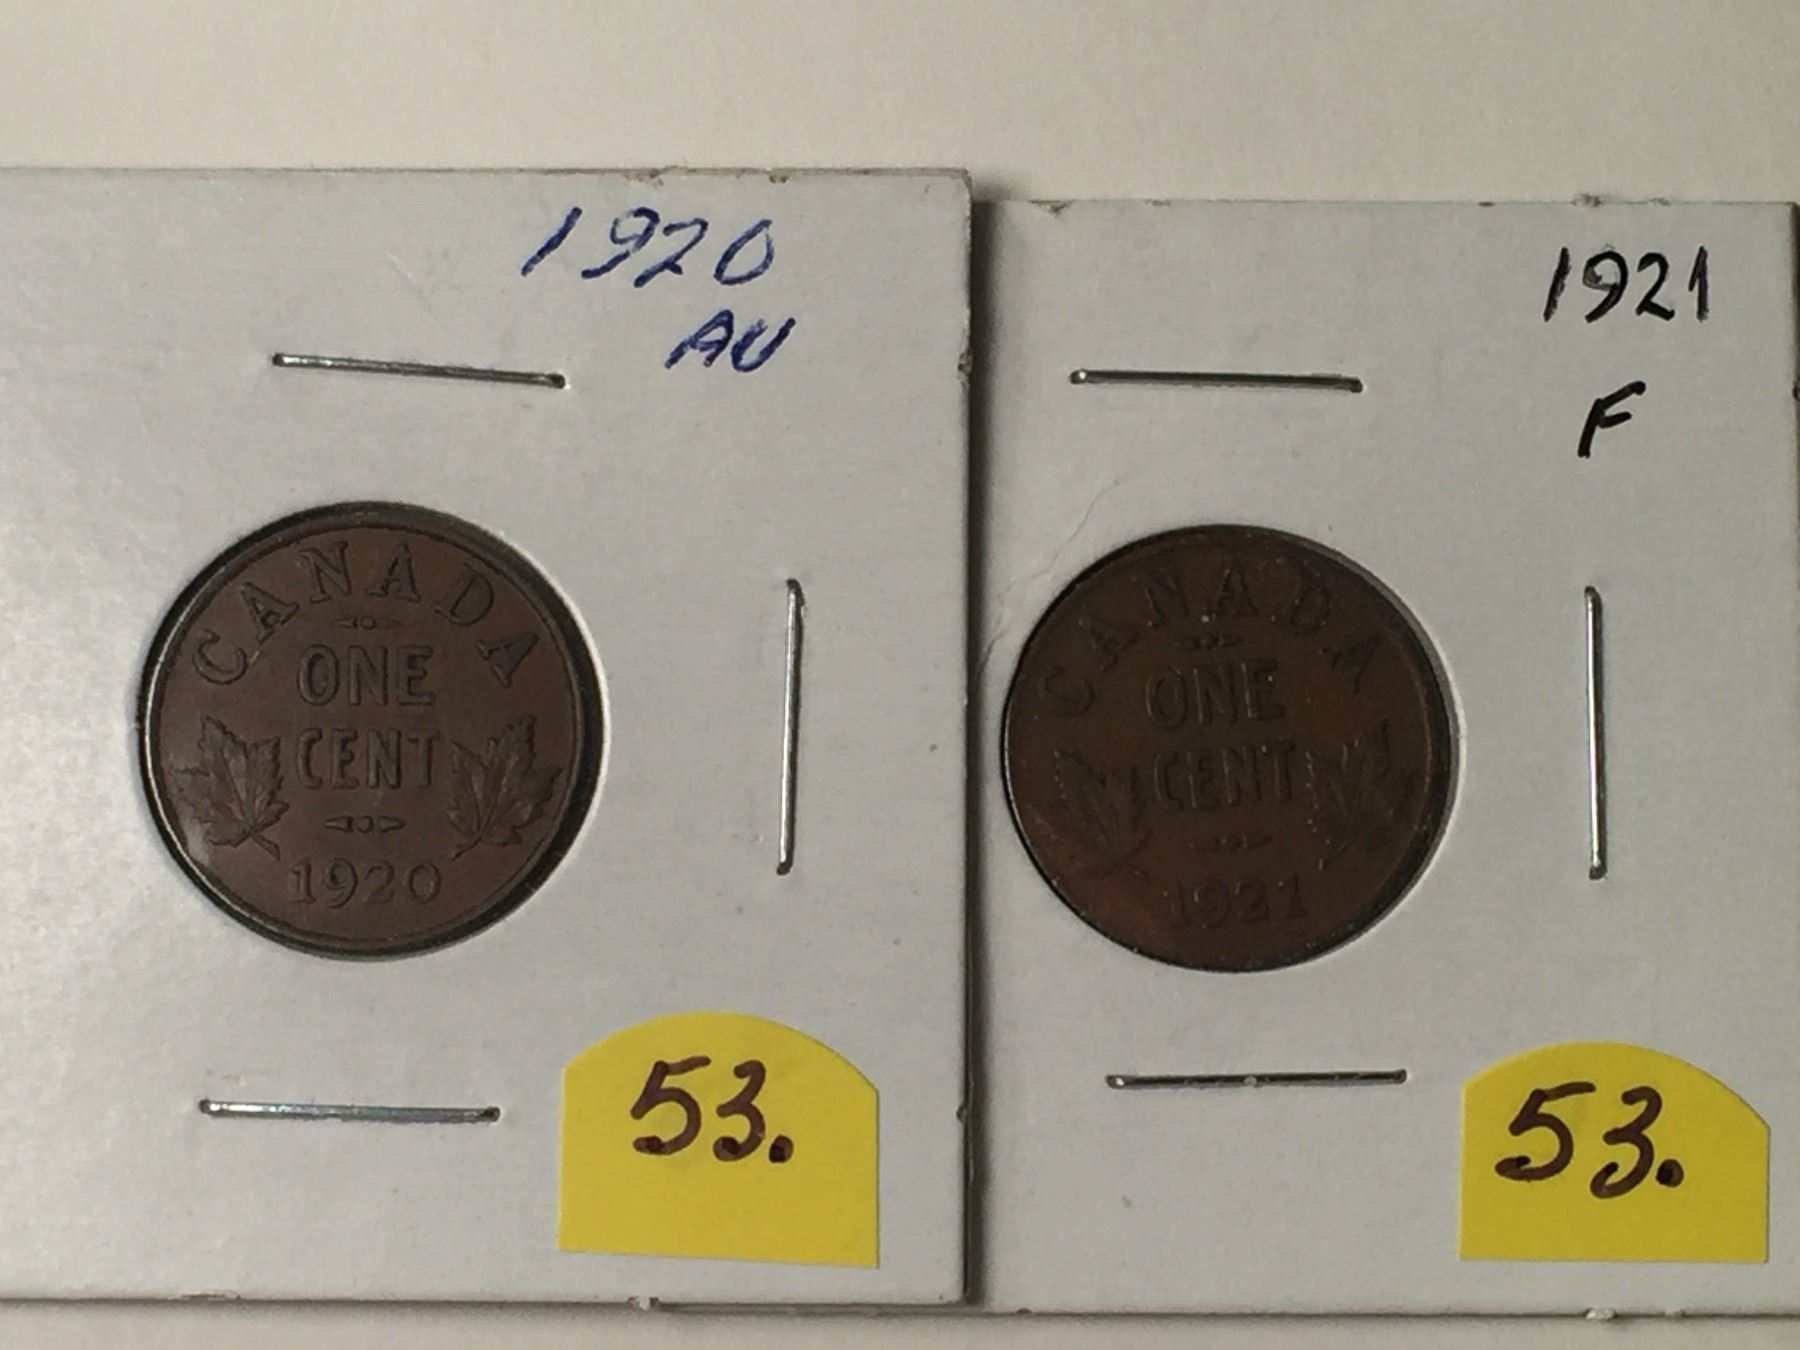 1920
AU
CANADA
ONE
CENT
1920
53.
1921
F
CANADA
ONE
CENT
1921
53.